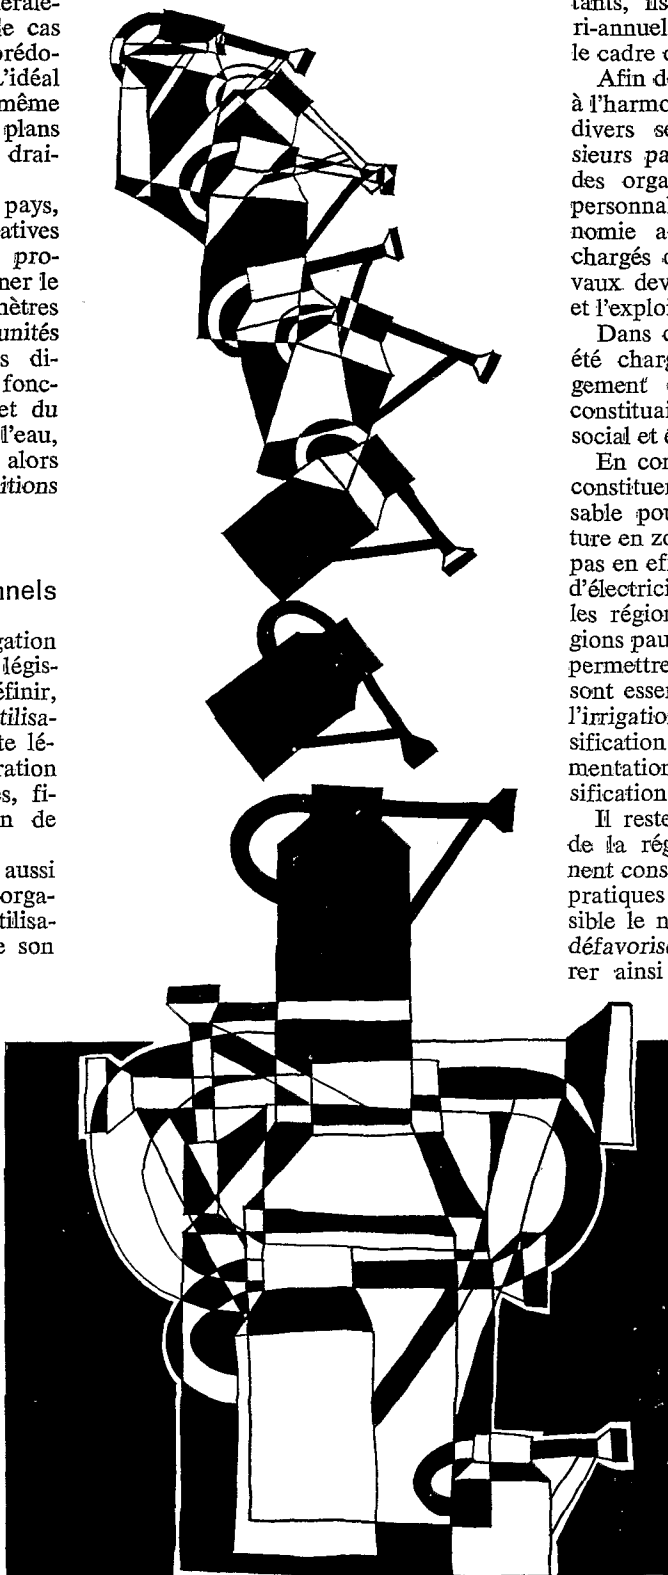 érale-
e cas
prédo-
L'idéal
même
plans
drai-
pays,
atives
pro-
ner le
nètres
unités
s di-
fonc-
et du
l'eau,
alors
itions
nnels
gation
légis-
éfinir,
tilisa-
te lé-
ration
es, fi-
n de
aussi
orga-
tilisa-
e son
tants, ils
ri-annuel
le cadre
Afin d
à l'harmo
divers se
sieurs pa
des orga
personnal
nomie a
chargés
vaux dev
et l'exploi
Dans
été charg
gement
constituai
social et é
En con
constituer
sable pou
ture en zo
pas en ef
d'électrici
les région
gions pau
permettre
sont esser
l'irrigatio
sification
mentation
sification
Il reste
de la rég
nent cons
pratiques
sible le n
défavoris
rer ainsi